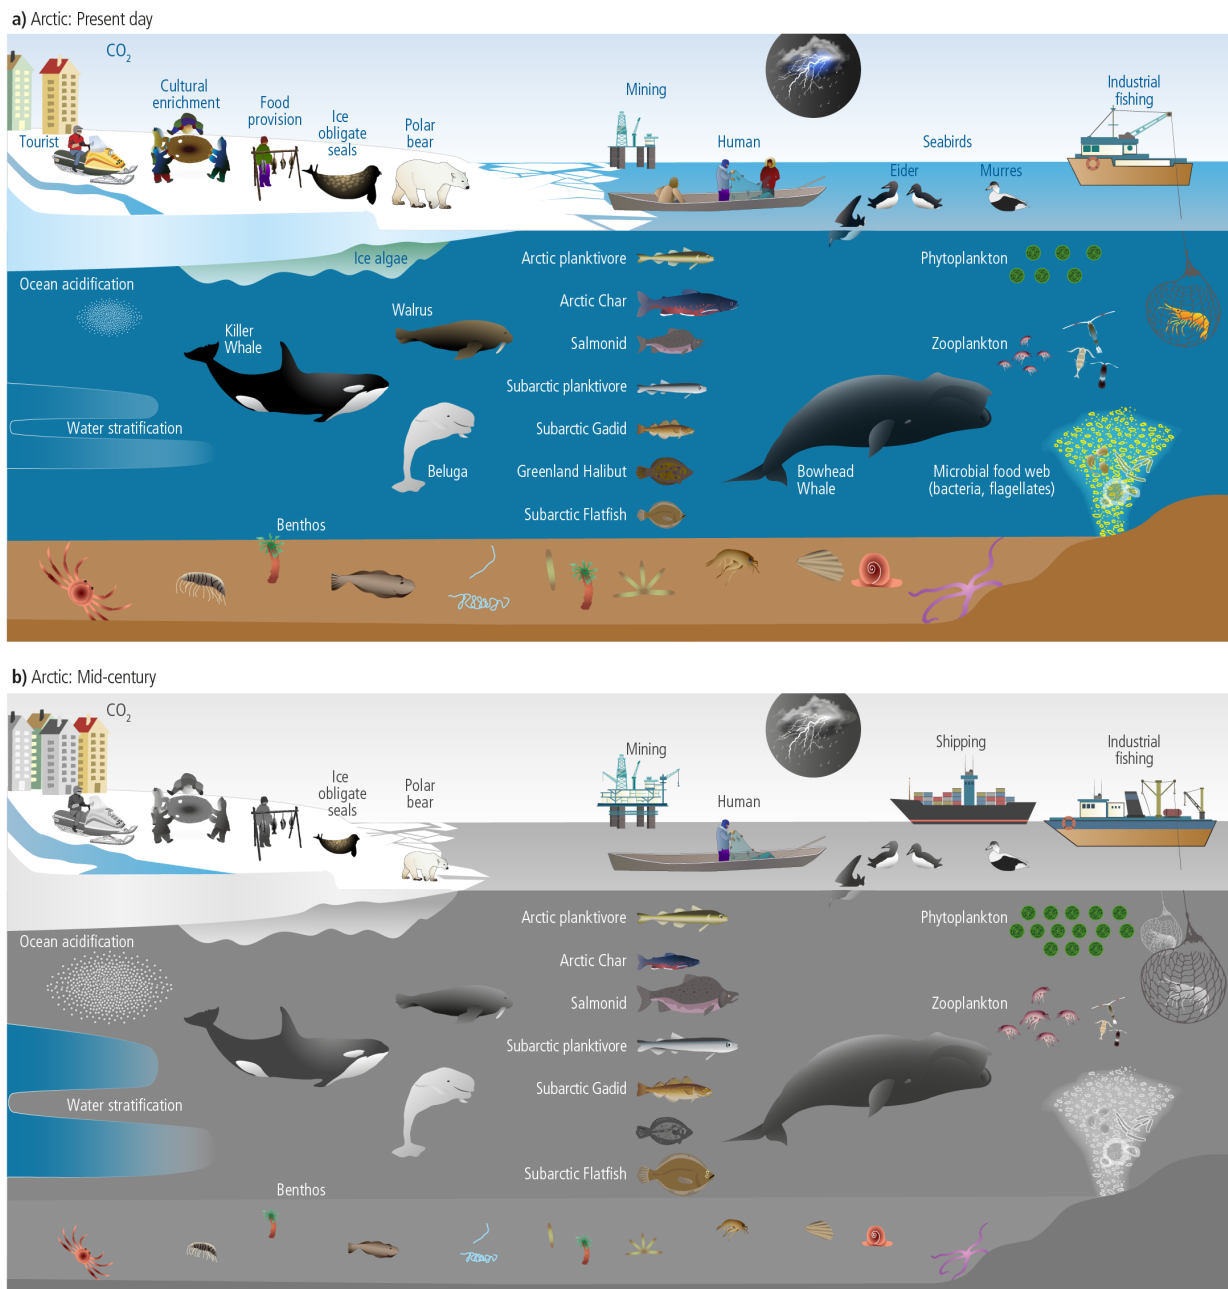 a) Arctic: Present day
CO2
Cultural
enrichment
Food
provision
Ice
obligate
seals
Polar
bear
Tourist
Mining
Human
Seabirds
Eider
Murres
Industrial
fishing
Ice algae
Ocean acidification
Arctic planktivore
Phytoplankton
Arctic Char
Walrus
Killer
Whale
Salmonid
Zooplankton
Subarctic planktivore
Water stratification
Subarctic Gadid
Beluga
Greenland Halibut
Bowhead
Whale
Microbial food web
(bacteria, flagellates)
Subarctic Flatfish
Benthos
b) Arctic: Mid-century
CO2
Ice
obligate
seals
Polar
bear
Mining
Human
Shipping
Industrial
fishing
Arctic planktivore
Phytoplankton
Ocean acidification
Arctic Char
Salmonid
Zooplankton
Subarctic planktivore
Subarctic Gadid
Water stratification
Subarctic Flatfish
Benthos